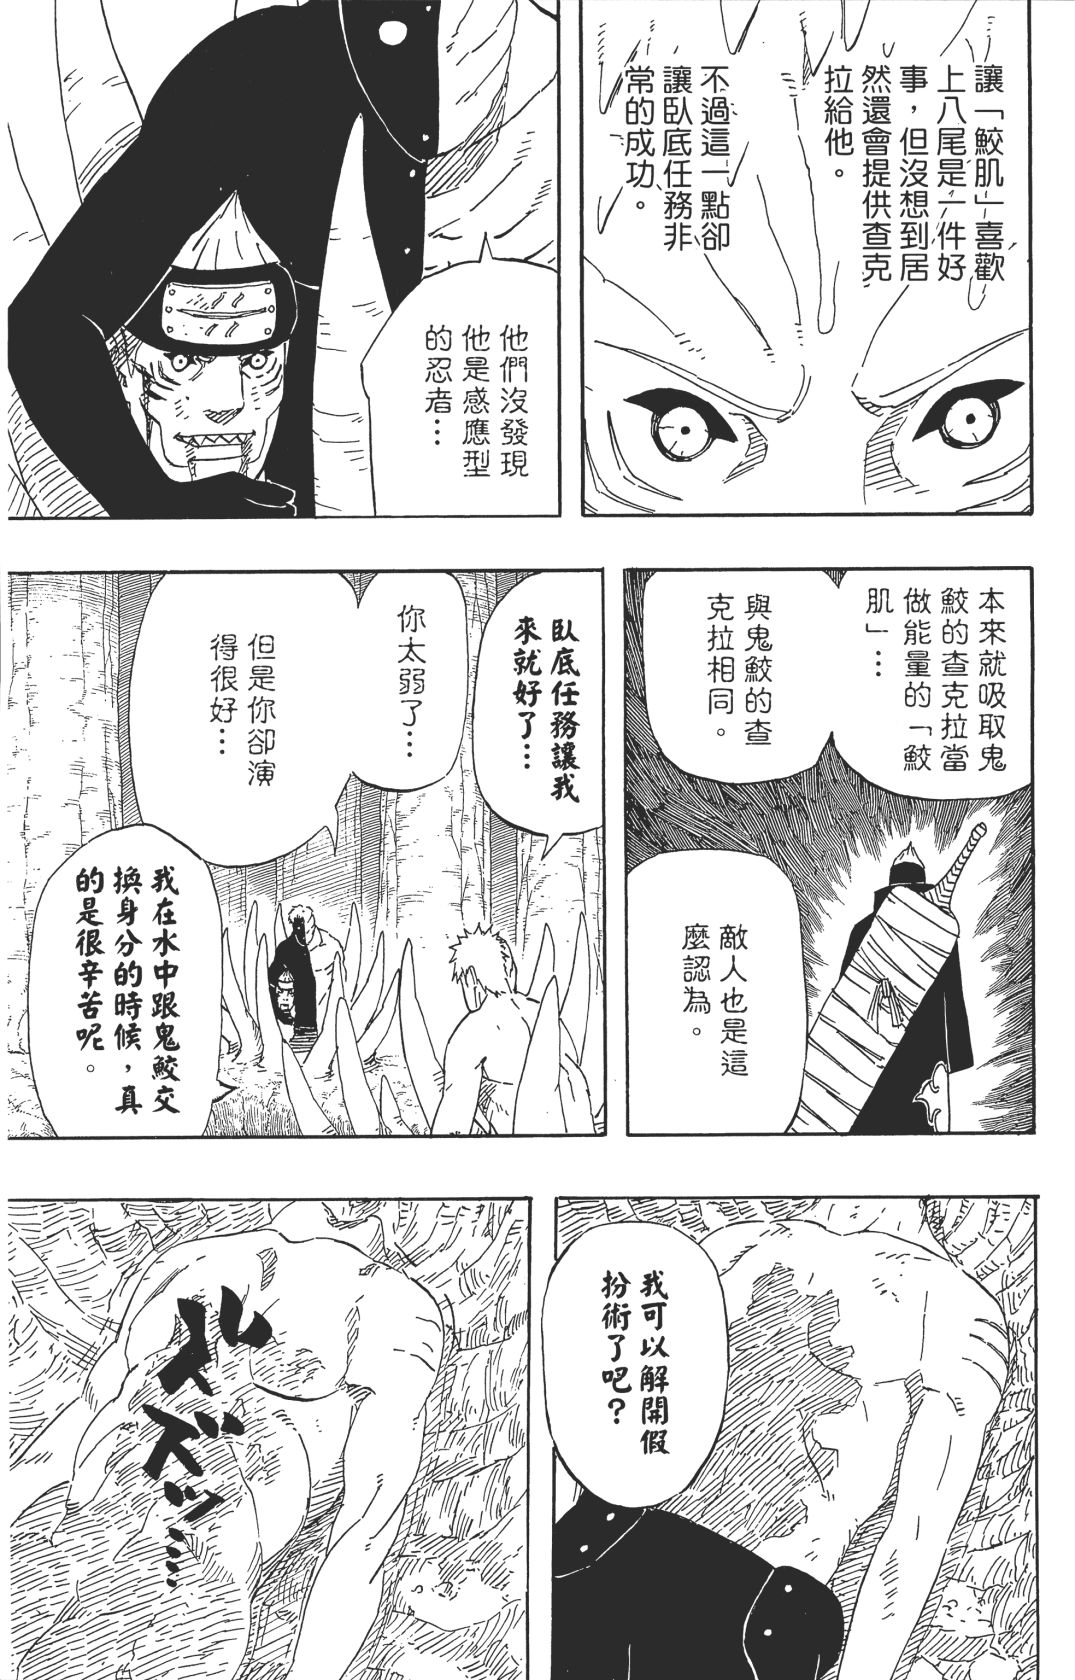 讓「鮫肌」喜歡
上八尾是一件好
事，但沒想到居
然還會提供查克
拉給他。
不過這一點卻
讓臥底任務非
常的成功。
他們沒發現
他是感應型
的忍者…
本來就吸取鬼
鮫的查克拉當
做能量的「鮫
肌」…
與鬼鮫的查
克拉相同。
敵人也是這
麼認為。
臥底任務讓我
來就好了…
你太弱了…
但是你卻演
得很好…
我在水中跟鬼鮫交
換身分的時候，真
的是很辛苦呢。
我可以解開假
扮術了吧？
ズズズッ…